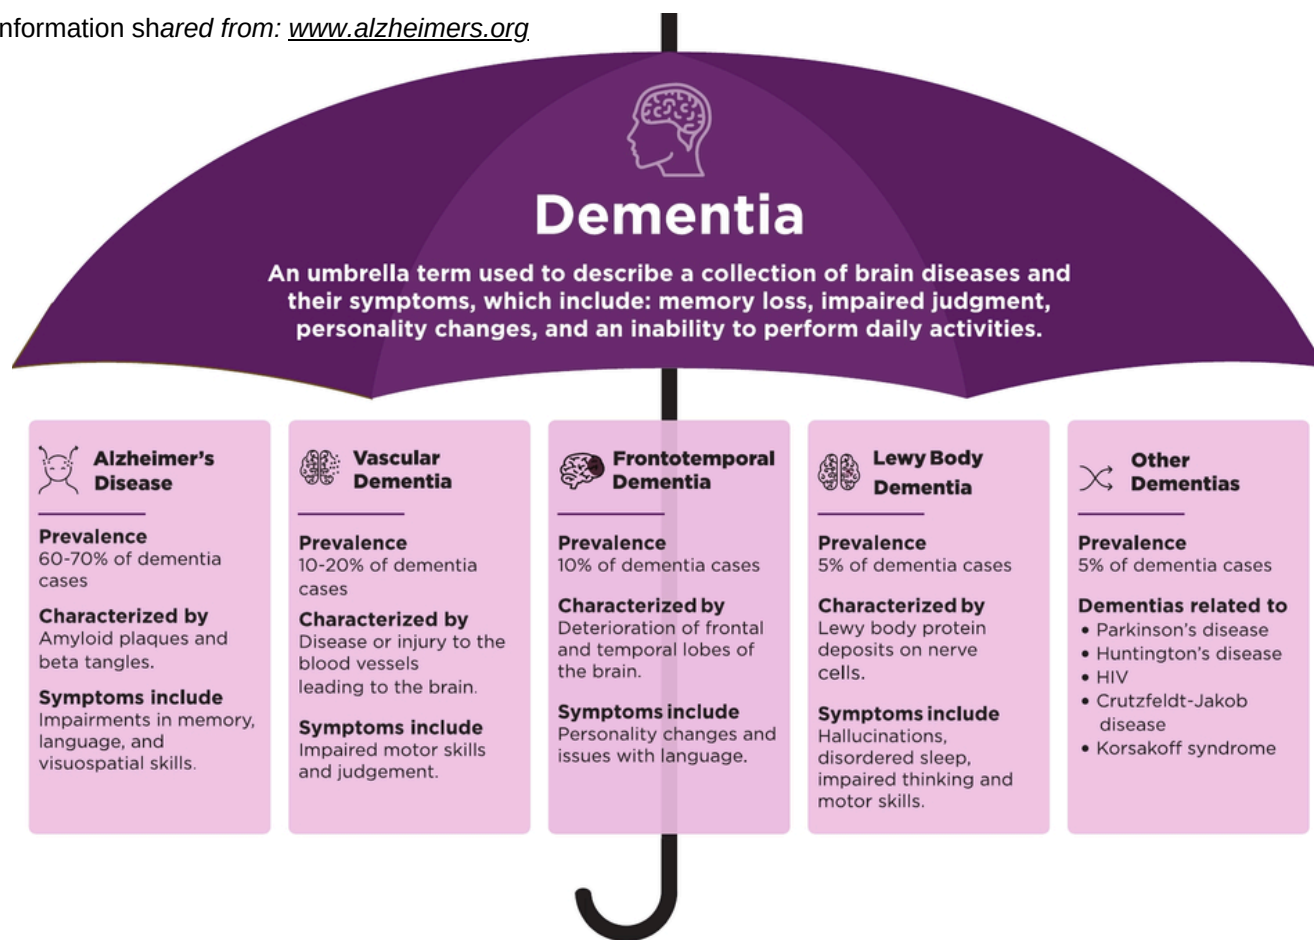 nformation shared from: www.alzheimers.org
Dementia
An umbrella term used to describe a collection of brain diseases and
their symptoms, which include: memory loss, impaired judgment,
personality changes, and an inability to perform daily activities.
Alzheimer's
Disease
Prevalence
60-70% of dementia
cases
Characterized by
Amyloid plaques and
beta tangles.
Symptoms include
Impairments in memory,
language, and
visuospatial skills.
Vascular
Dementia
Prevalence
10-20% of dementia
cases
Characterized by
Disease or injury to the
blood vessels
leading to the brain.
Symptoms include
Impaired motor skills
and judgement.
Frontotemporal
Dementia
Prevalence
10% of dementia cases
Characterized by
Deterioration of frontal
and temporal lobes of
the brain.
Symptoms include
Personality changes and
issues with language.
Lewy Body
Dementia
Prevalence
5% of dementia cases
Characterized by
Lewy body protein
deposits on nerve
cells.
Symptoms include
Hallucinations,
disordered sleep,
impaired thinking and
motor skills.
Other
Dementias
Prevalence
5% of dementia cases
Dementias related to
• Parkinson's disease
• Huntington's disease
• HIV
• Crutzfeldt-Jakob
disease
• Korsakoff syndrome